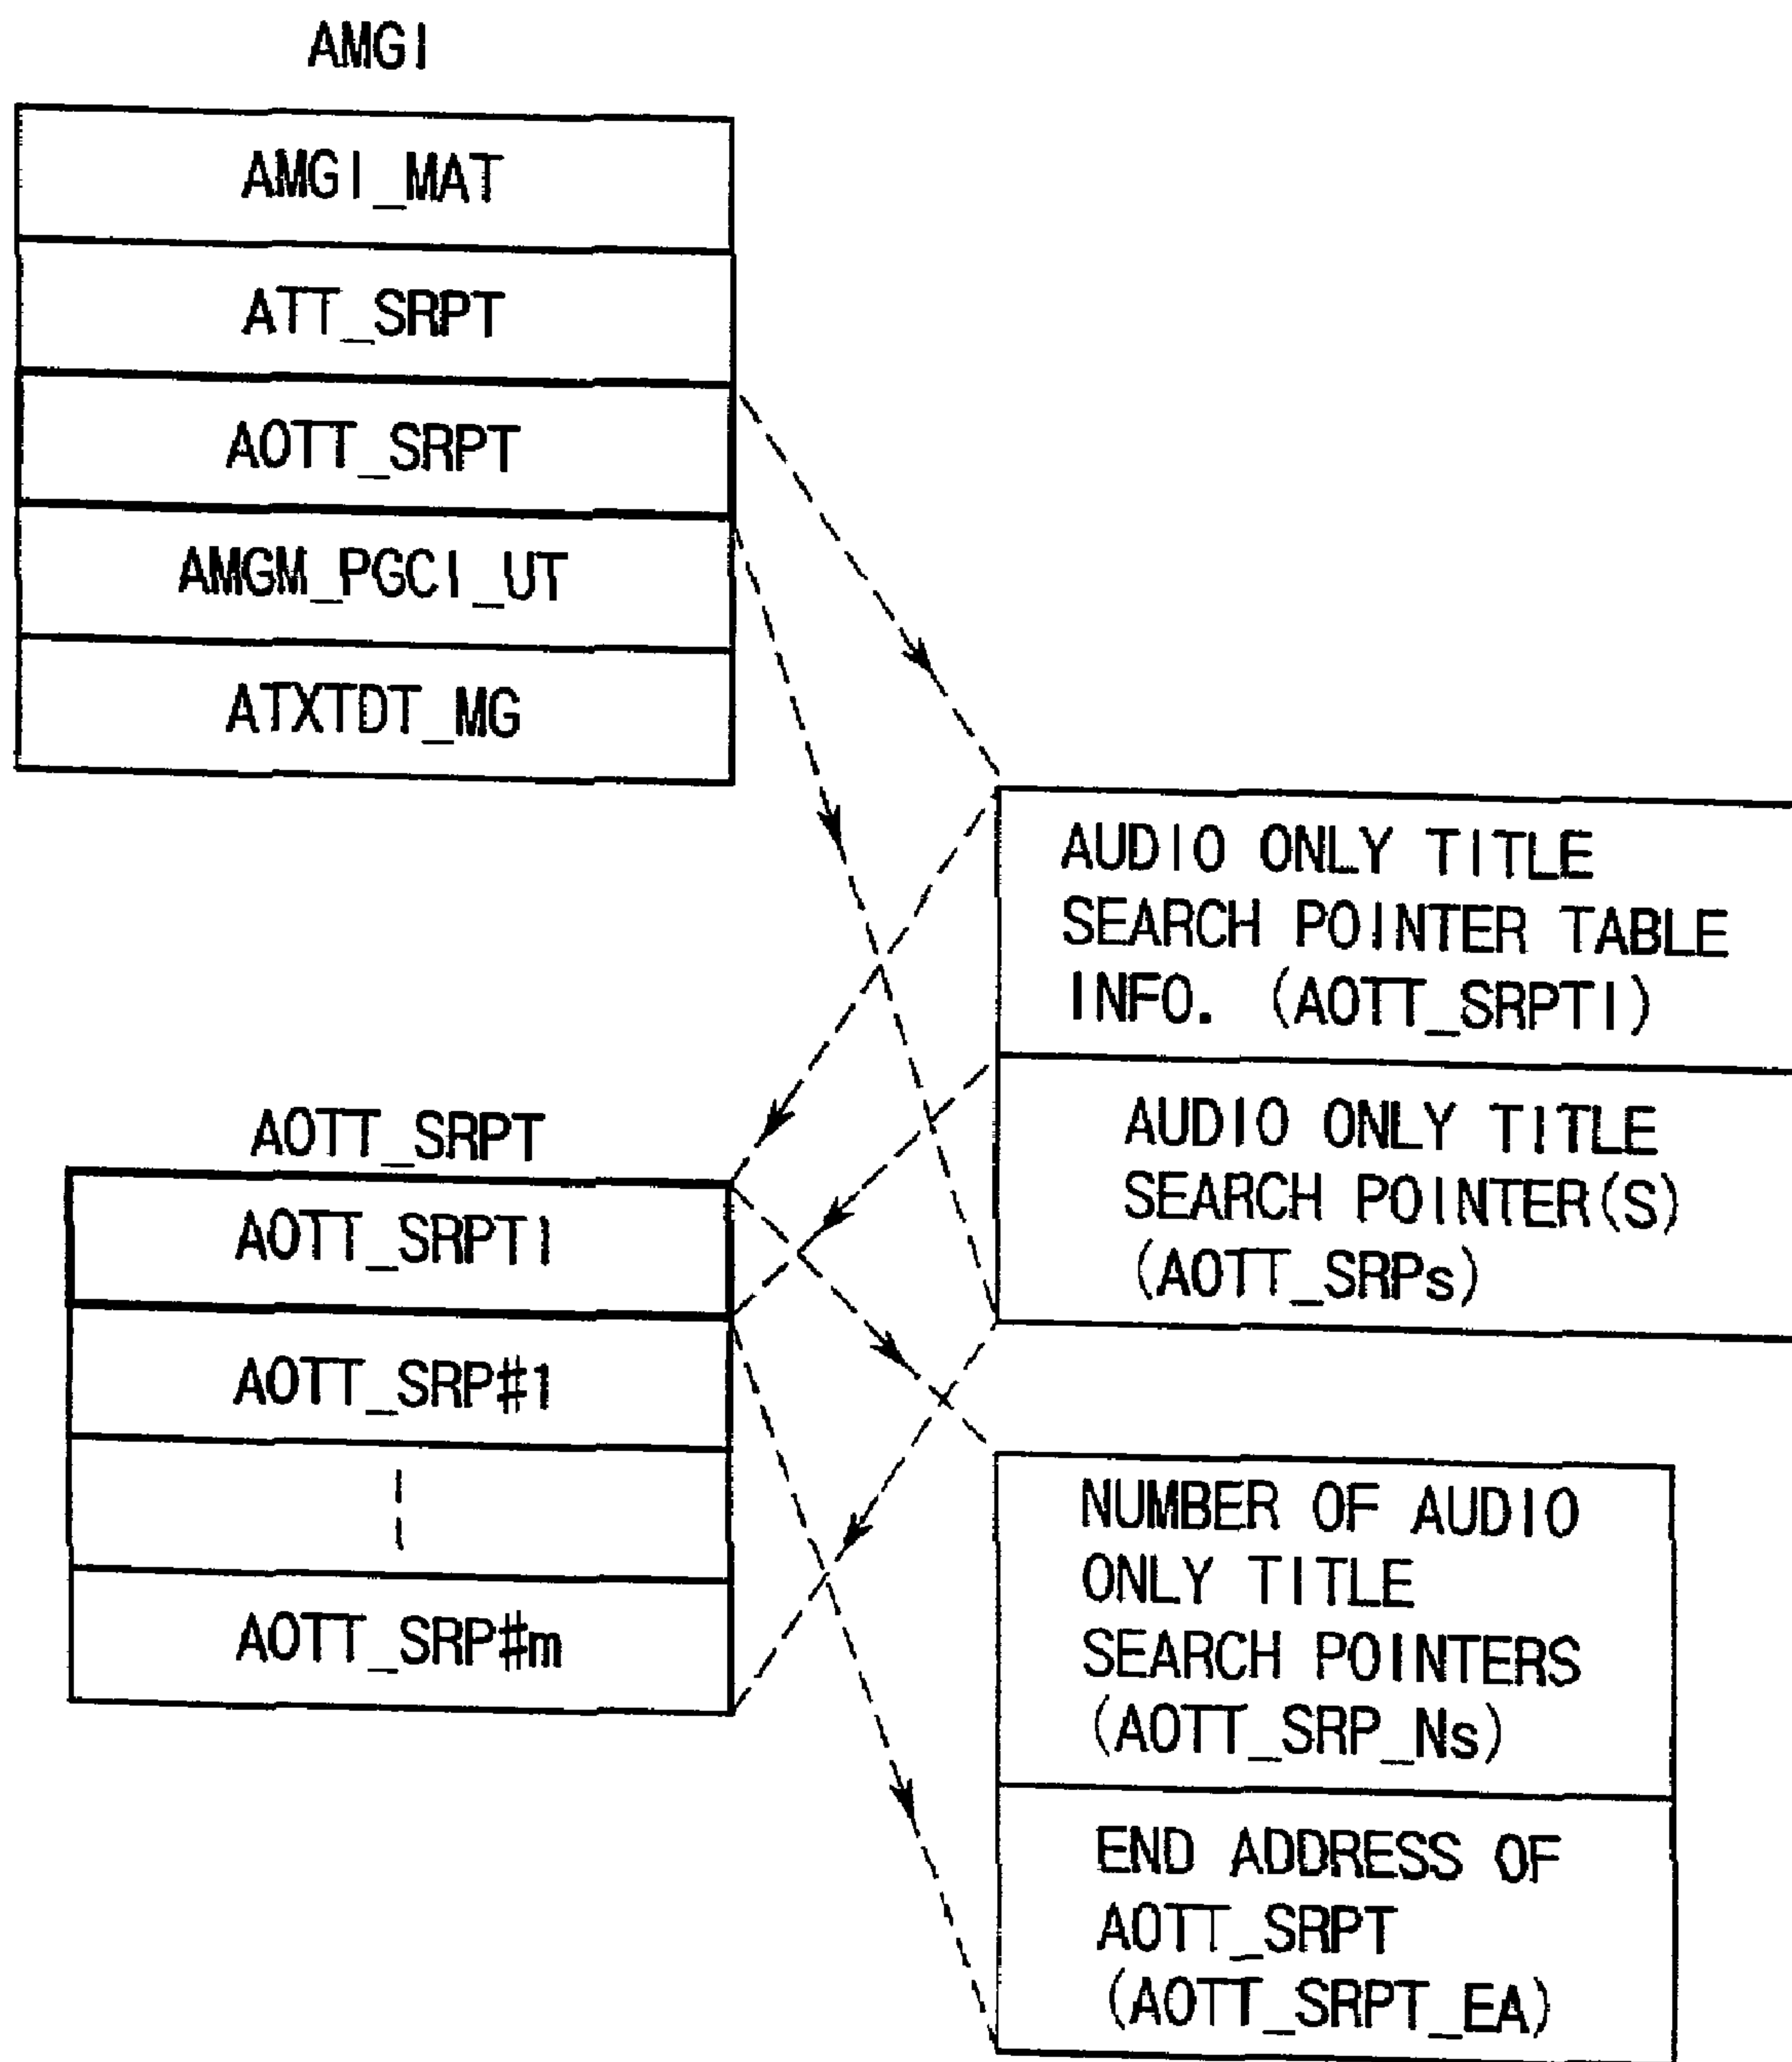 AMGI
AMGI_MAT
ATT_SRPT
AOTT_SRPT
AMGM_PGCI_UT
ATXTDT_MG
AUDIO ONLY TITLE
SEARCH POINTER TABLE
INFO. (AOTT_SRPTI)
AUDIO ONLY TITLE
SEARCH POINTER(S)
(AOTT_SRPs)
AOTT_SRPT
AOTT_SRPTI
AOTT_SRP#1
AOTT_SRP#m
NUMBER OF AUDIO
ONLY TITLE
SEARCH POINTERS
(AOTT_SRP_Ns)
END ADDRESS OF
AOTT_SRPT
(AOTT_SRPT_EA)